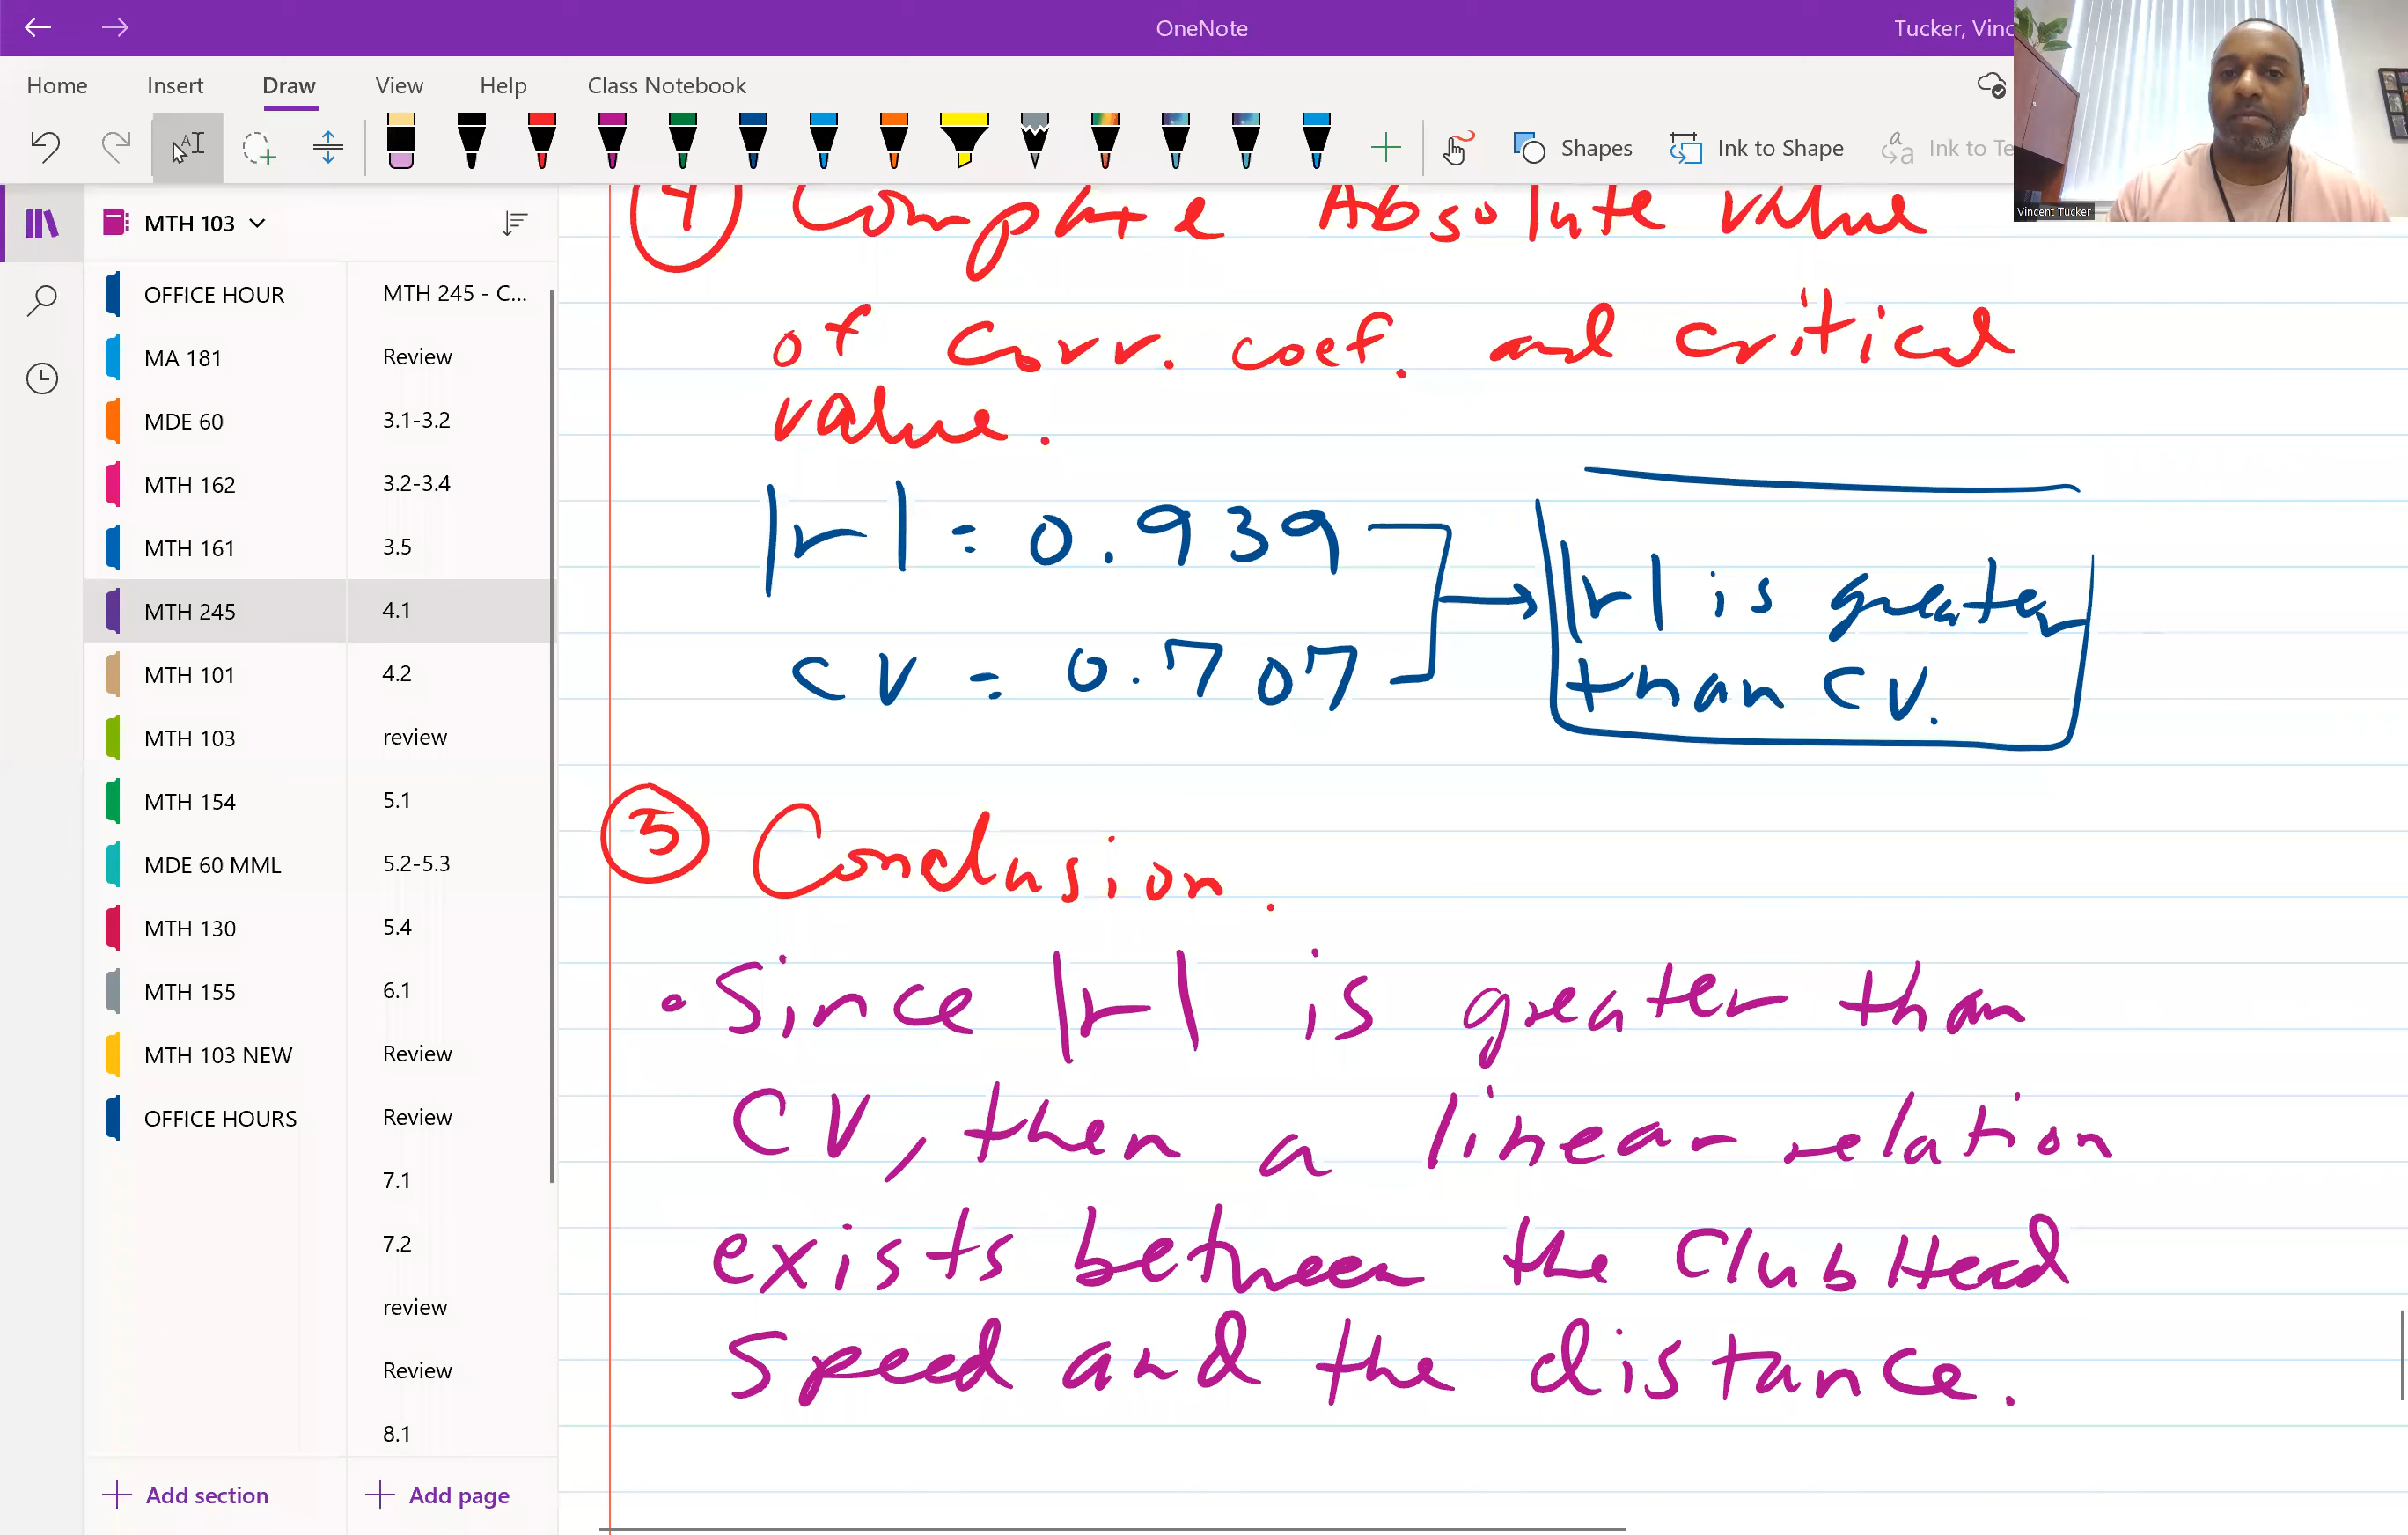 OneNote
Tucker, Vinc
Home Insert Draw View Help Class Notebook
Shapes Ink to Shape Ink to Te
Vincent Tucker
MTH 103
OFFICE HOUR
MA 181
MDE 60
MTH 162
MTH 161
MTH 245
MTH 101
MTH 103
MTH 154
MDE 60 MML
MTH 130
MTH 155
MTH 103 NEW
OFFICE HOURS
Add section
MTH 245 - C...
Review
3.1-3.2
3.2-3.4
3.5
4.1
4.2
review
5.1
5.2-5.3
5.4
6.1
Review
Review
7.1
7.2
review
Review
8.1
Add page
④ Compare Absolute value
of corr. coef. and critical
value.
|r| = 0.939
CV = 0.707
|r| is greater
than CV.
⑤ Conclusion.
• Since |r| is greater than
CV, then a linear relation
exists between the Club Head
Speed and the distance.